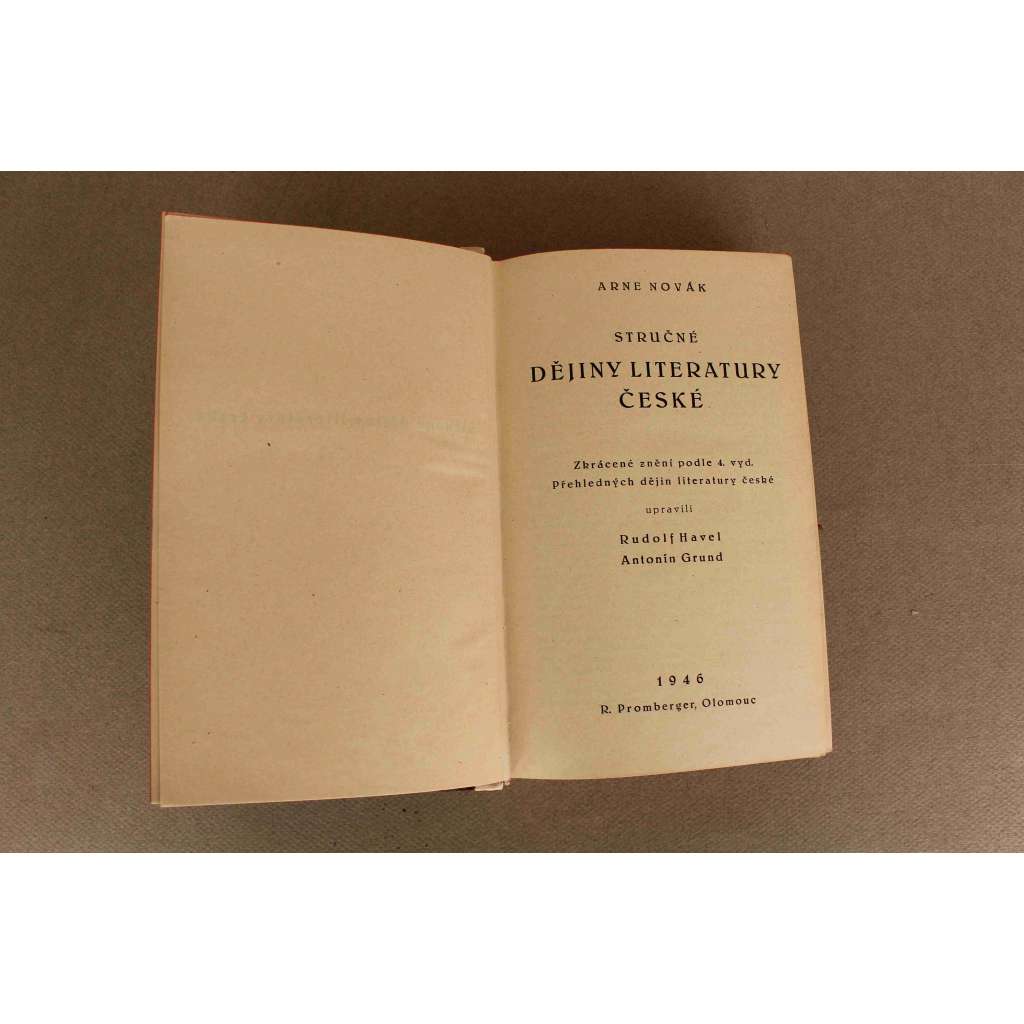 ARNE NOVÁK
STRUČNÉ
DĚJINY LITERATURY
ČESKÉ
Zkrácené znění podle 4. vyd.
Přehledných dějin literatury české
upravili
Rudolf Havel
Antonín Grund
1946
R. Promberger, Olomouc